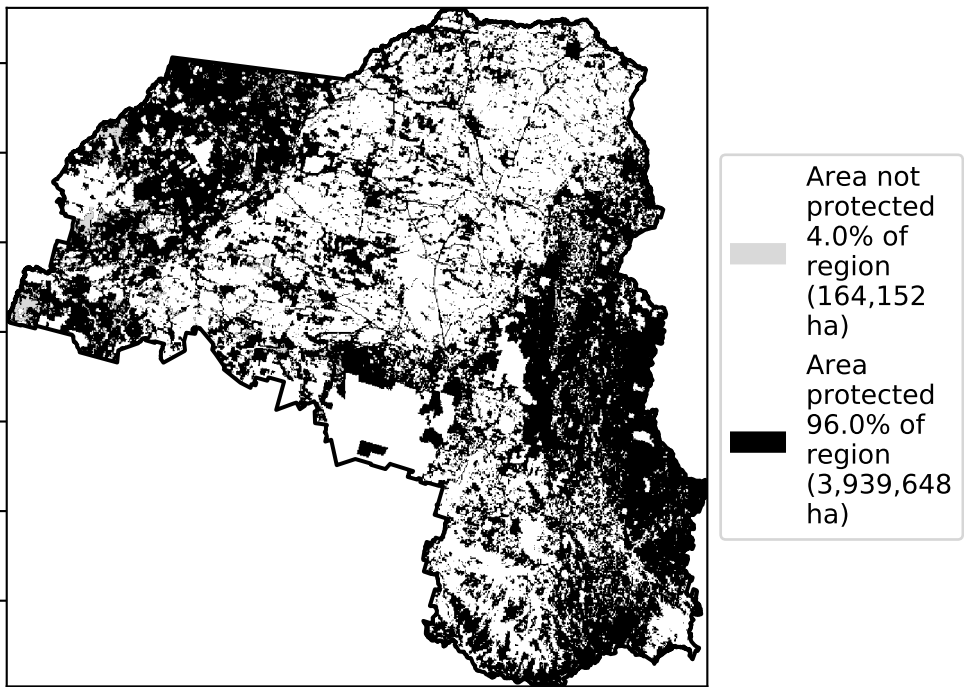 Area not
protected
4.0% of
region
(164,152
ha)
Area
protected
96.0% of
region
(3,939,648
ha)